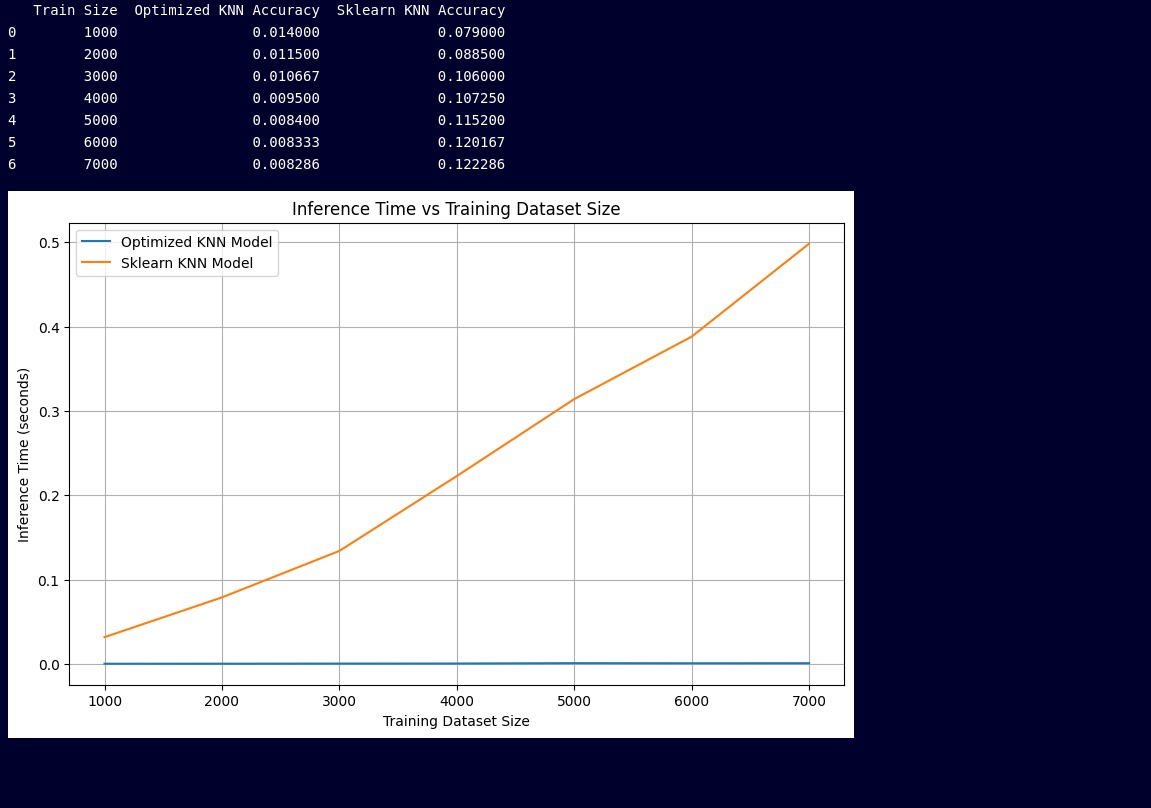 Train Size  Optimized KNN Accuracy  Sklearn KNN Accuracy
0        1000                0.014000              0.079000
1        2000                0.011500              0.088500
2        3000                0.010667              0.106000
3        4000                0.009500              0.107250
4        5000                0.008400              0.115200
5        6000                0.008333              0.120167
6        7000                0.008286              0.122286
Inference Time vs Training Dataset Size
Optimized KNN Model
Sklearn KNN Model
Inference Time (seconds)
0.5
0.4
0.3
0.2
0.1
0.0
1000 2000 3000 4000 5000 6000 7000
Training Dataset Size